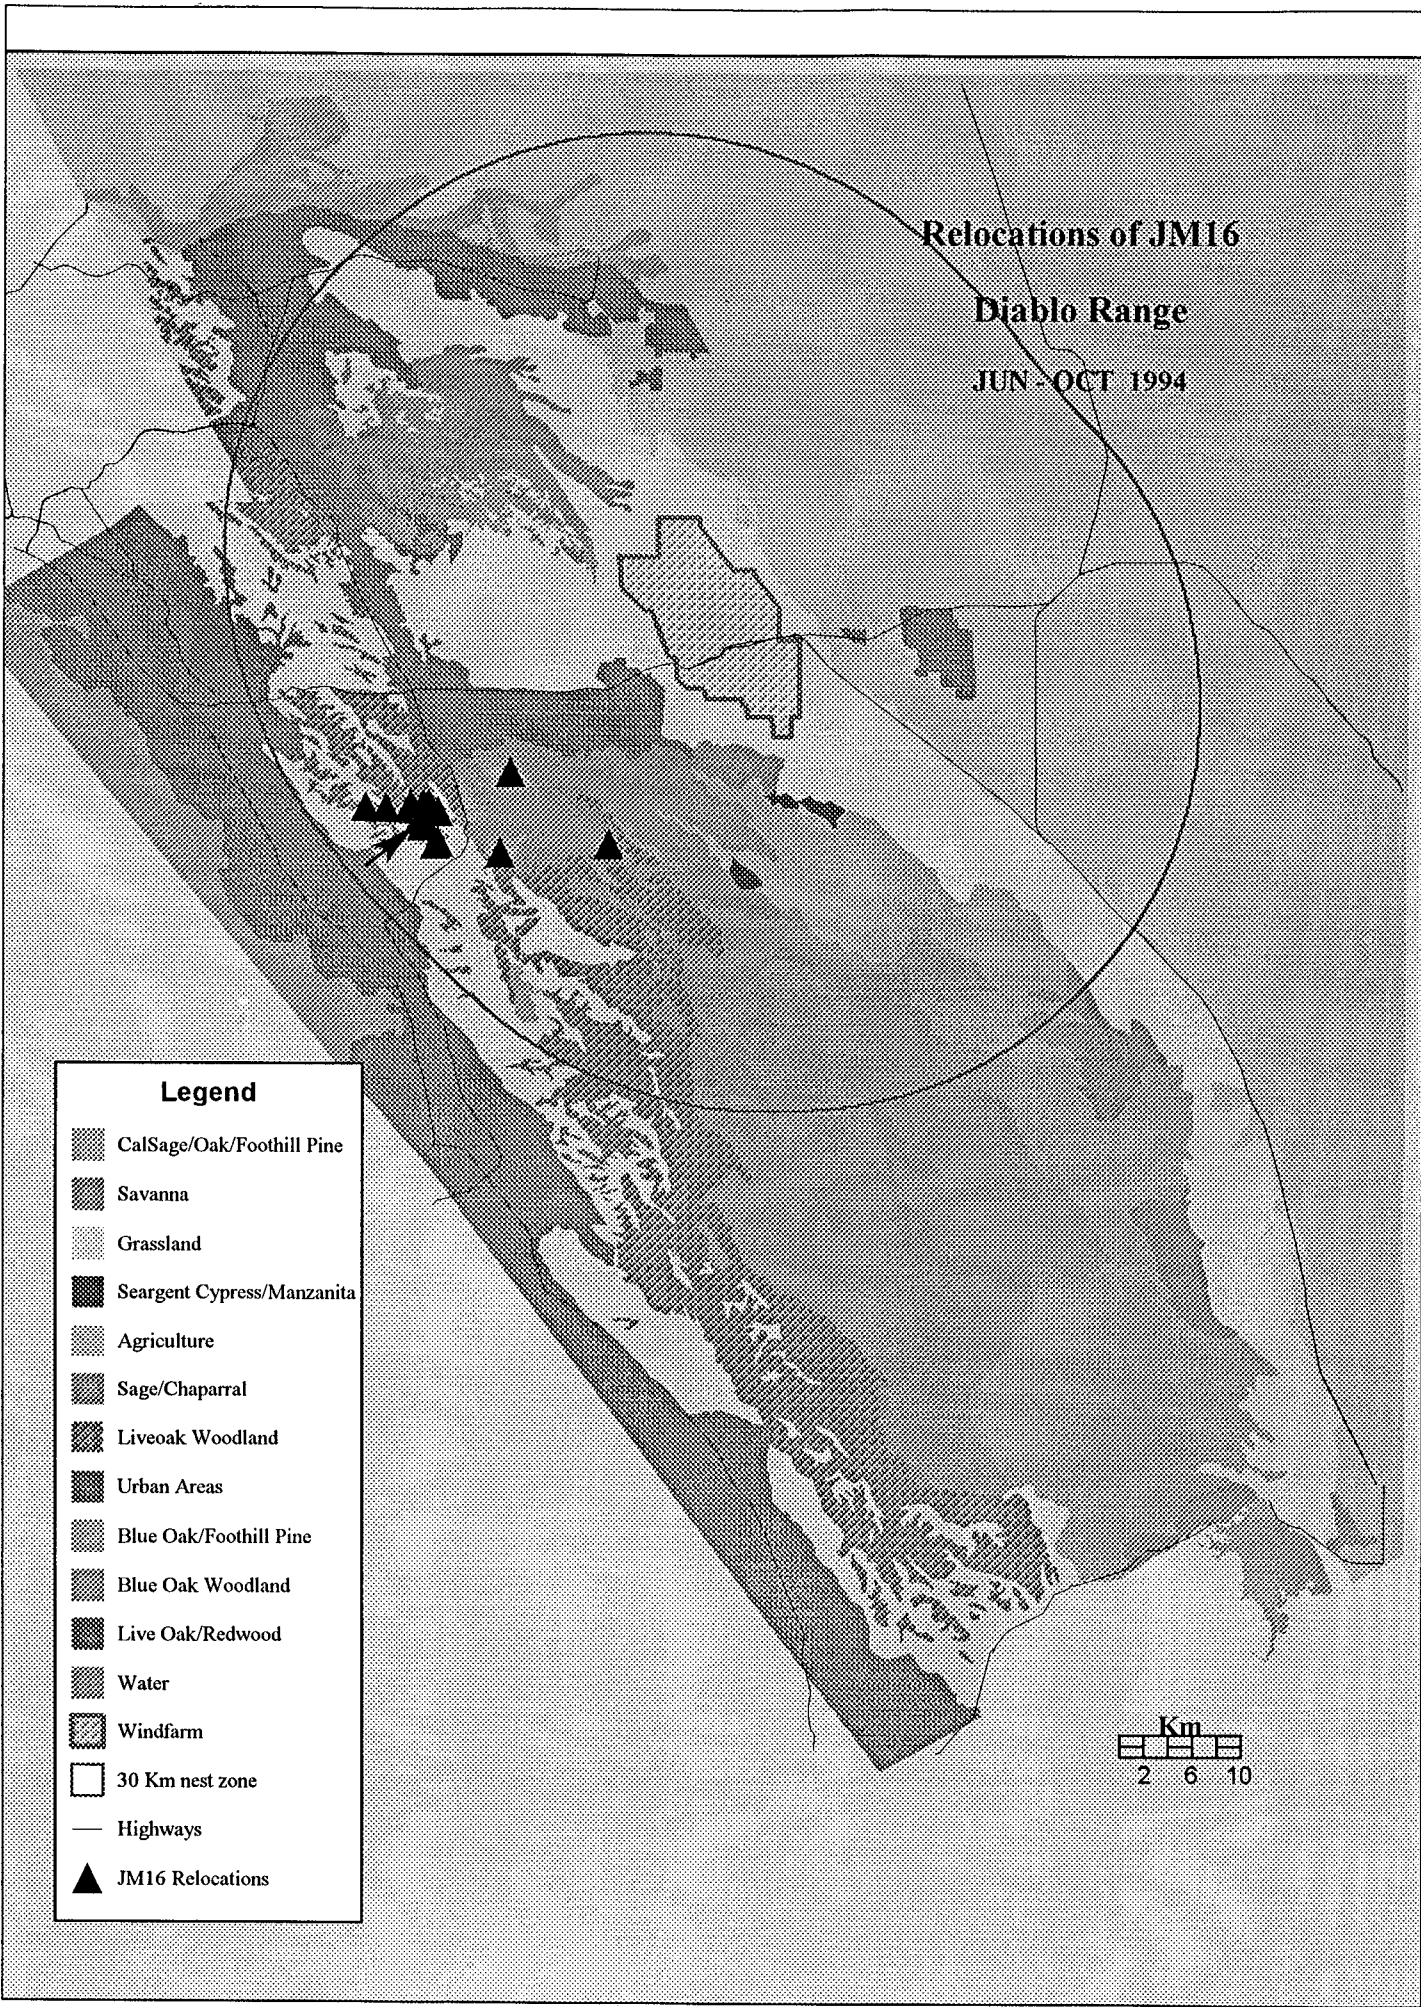 Relocations of JM16
Diablo Range
JUN - OCT 1994
Legend
CalSage/Oak/Foothill Pine
Savanna
Grassland
Seargent Cypress/Manzanita
Agriculture
Sage/Chaparral
Liveoak Woodland
Urban Areas
Blue Oak/Foothill Pine
Blue Oak Woodland
Live Oak/Redwood
Water
Windfarm
30 Km nest zone
Highways
JM16 Relocations
Km
2 6 10